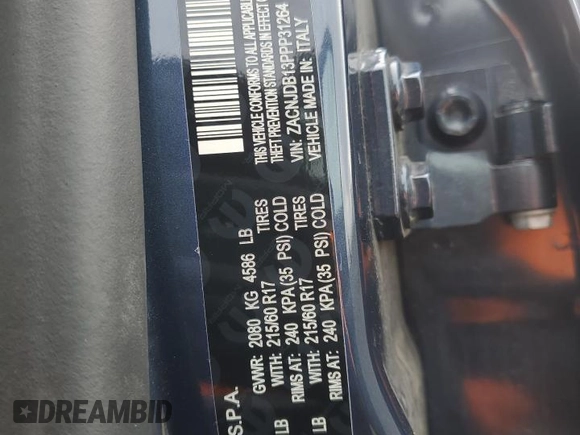 THIS VEHICLE CONFORMS TO ALL APPLICABLE
THEFT PREVENTION STANDARDS IN EFFECT
VIN: ZACNJDB13PPP31264
VEHICLE MADE IN: ITALY
S.P.A.
GVWR: 2080 KG 4586 LB
WITH: 215/60 R17 TIRES
RIMS AT: 240 KPA(35 PSI) COLD
LB WITH: 215/60 R17 TIRES
LB RIMS AT: 240 KPA(35 PSI) COLD
DREAMBID